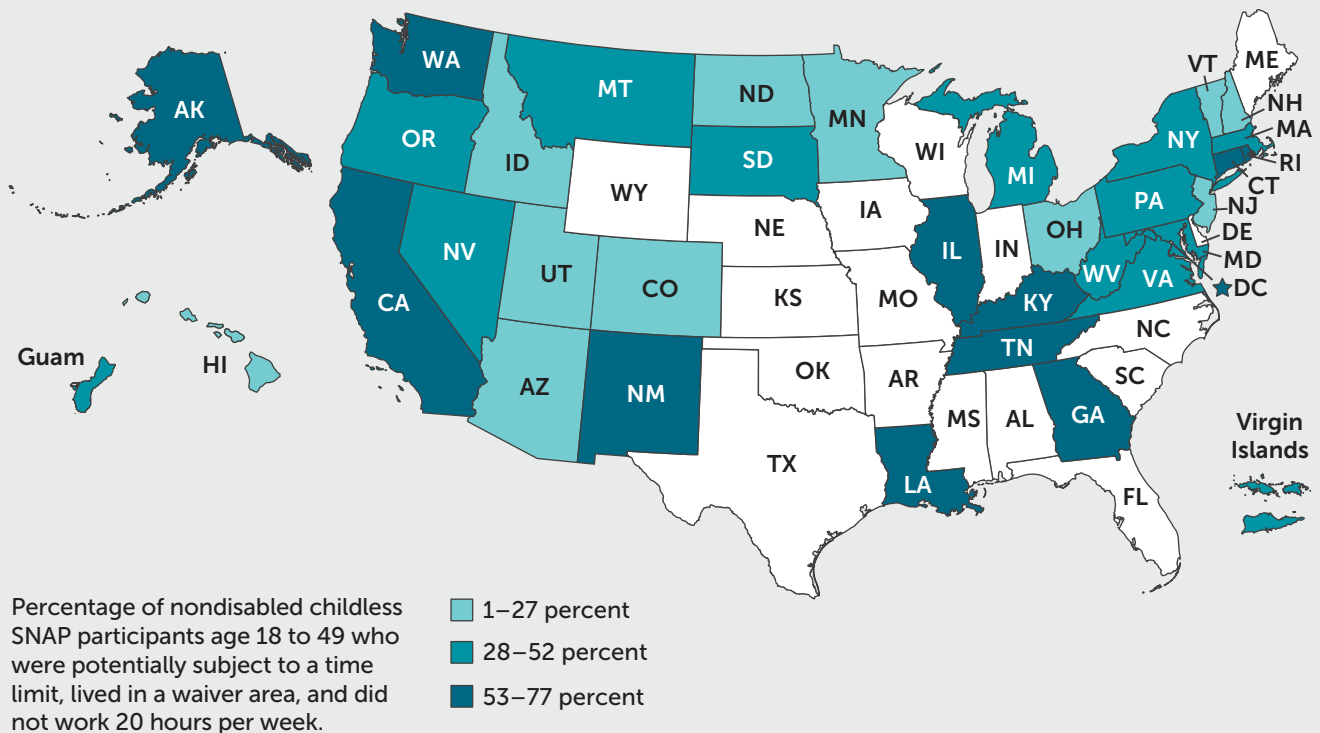 WA
AK
MT
ND
MN
VT
ME
NH
MA
OR
ID
SD
WI
NY
MI
RI
CT
WY
PA
NJ
IA
NE
OH
DE
NV
UT
IL
IN
MD
WV
VA
DC
CA
CO
KS
MO
KY
NC
Guam
HI
TN
AZ
NM
OK
AR
SC
MS
AL
GA
Virgin
Islands
TX
LA
FL
Percentage of nondisabled childless
SNAP participants age 18 to 49 who
were potentially subject to a time
limit, lived in a waiver area, and did
not work 20 hours per week.
1–27 percent
28–52 percent
53–77 percent